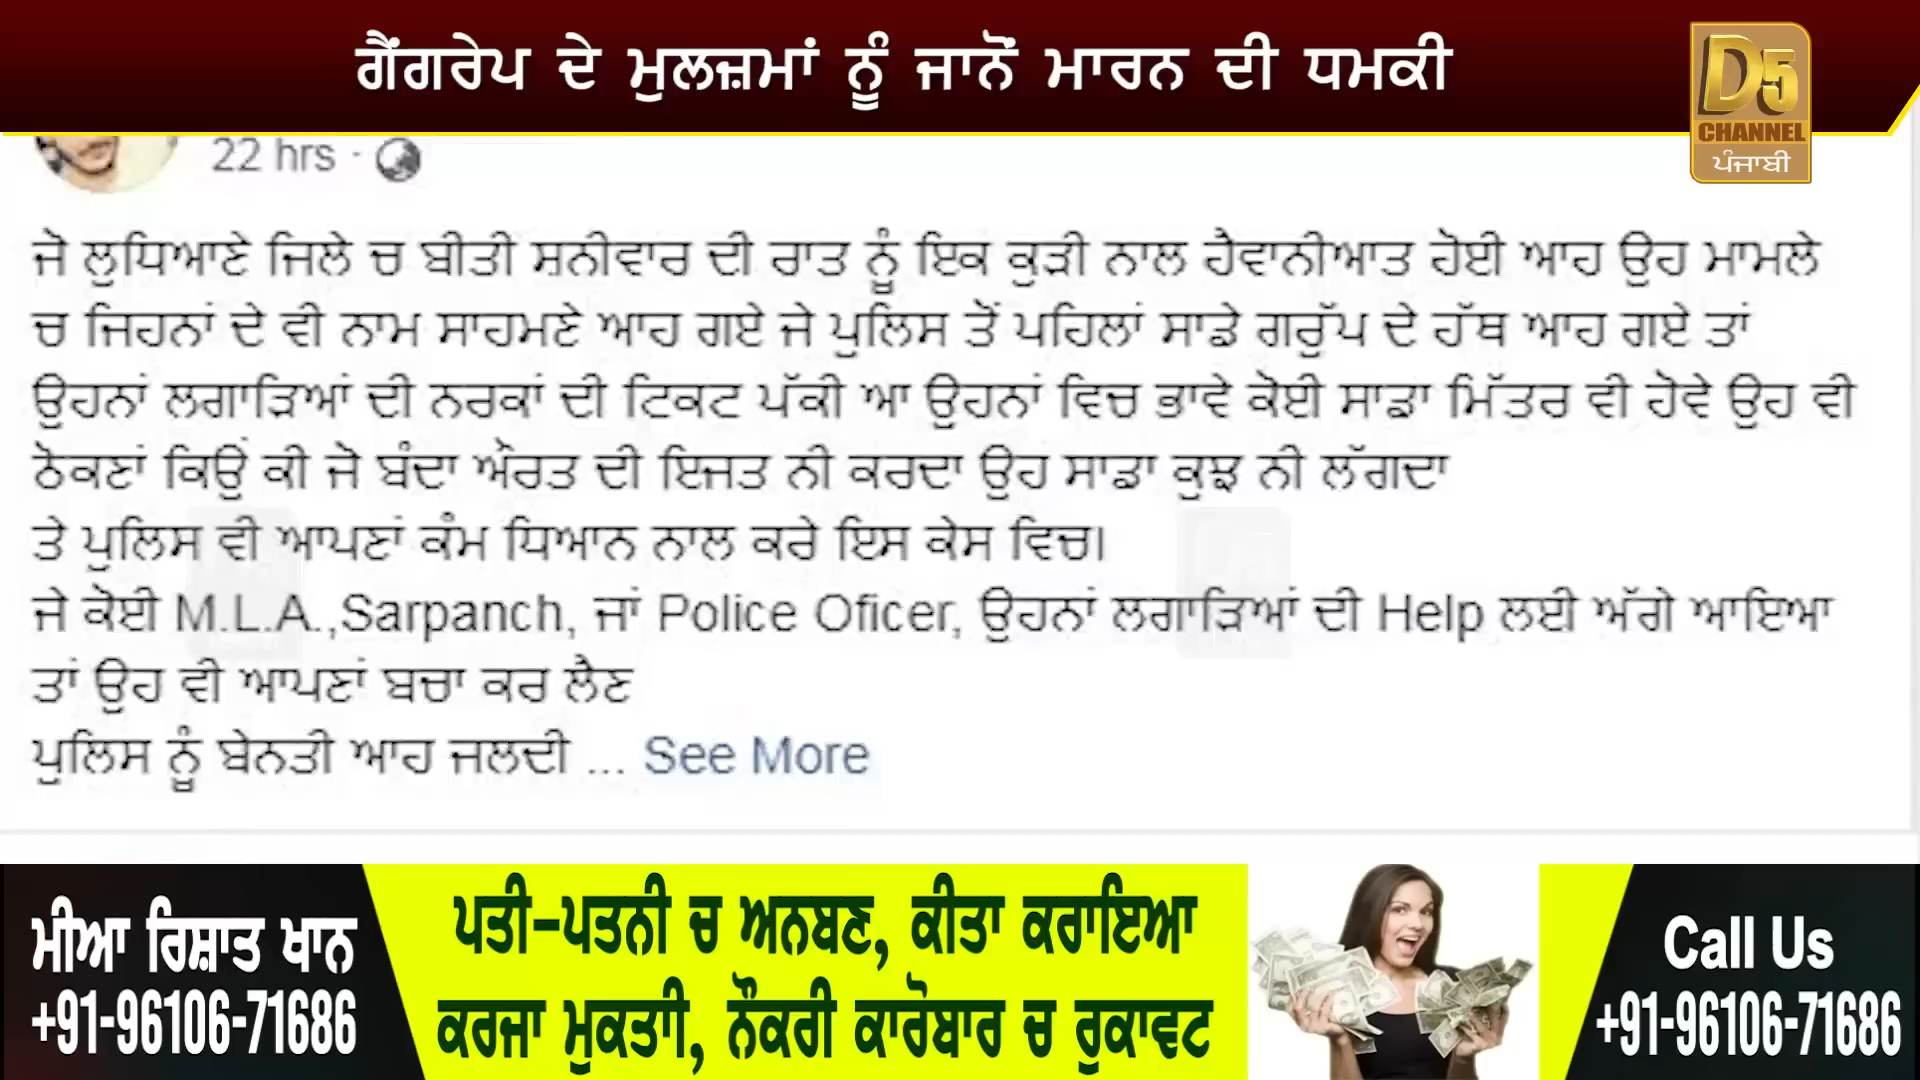 ਗੈਂਗਰੇਪ ਦੇ ਮੁਲਜ਼ਮਾਂ ਨੂੰ ਜਾਨੋਂ ਮਾਰਨ ਦੀ ਧਮਕੀ
D5
CHANNEL
ਪੰਜਾਬੀ
22 hrs ·
ਜੋ ਲੁਧਿਆਣੇ ਜਿਲੇ ਚ ਬੀਤੀ ਸ਼ਨੀਵਾਰ ਦੀ ਰਾਤ ਨੂੰ ਇਕ ਕੁੜੀ ਨਾਲ ਹੈਵਾਨੀਆਤ ਹੋਈ ਆਹ ਉਹ ਮਾਮਲੇ
ਚ ਜਿਹਨਾਂ ਦੇ ਵੀ ਨਾਮ ਸਾਹਮਣੇ ਆਹ ਗਏ ਜੇ ਪੁਲਿਸ ਤੋਂ ਪਹਿਲਾਂ ਸਾਡੇ ਗਰੁੱਪ ਦੇ ਹੱਥ ਆਹ ਗਏ ਤਾਂ
ਉਹਨਾਂ ਲਗਾੜਿਆਂ ਦੀ ਨਰਕਾਂ ਦੀ ਟਿਕਟ ਪੱਕੀ ਆ ਉਹਨਾਂ ਵਿਚ ਭਾਵੇ ਕੋਈ ਸਾਡਾ ਮਿੱਤਰ ਵੀ ਹੋਵੇ ਉਹ ਵੀ
ਠੋਕਣਾਂ ਕਿਉਂ ਕੀ ਜੋ ਬੰਦਾ ਔਰਤ ਦੀ ਇਜਤ ਨੀ ਕਰਦਾ ਉਹ ਸਾਡਾ ਕੁਝ ਨੀ ਲੱਗਦਾ
ਤੇ ਪੁਲਿਸ ਵੀ ਆਪਣਾਂ ਕੰਮ ਧਿਆਨ ਨਾਲ ਕਰੇ ਇਸ ਕੇਸ ਵਿਚ।
ਜੇ ਕੋਈ M.L.A.,Sarpanch, ਜਾਂ Police Oficer, ਉਹਨਾਂ ਲਗਾੜਿਆਂ ਦੀ Help ਲਈ ਅੱਗੇ ਆਇਆ
ਤਾਂ ਉਹ ਵੀ ਆਪਣਾਂ ਬਚਾ ਕਰ ਲੈਣ
ਪੁਲਿਸ ਨੂੰ ਬੇਨਤੀ ਆਹ ਜਲਦੀ ... See More
ਮੀਆ ਰਿਸ਼ਾਤ ਖਾਨ
+91-96106-71686
ਪਤੀ-ਪਤਨੀ ਚ ਅਨਬਣ, ਕੀਤਾ ਕਰਾਇਆ
ਕਰਜਾ ਮੁਕਤਾੀ, ਨੌਕਰੀ ਕਾਰੋਬਾਰ ਚ ਰੁਕਾਵਟ
Call Us
+91-96106-71686